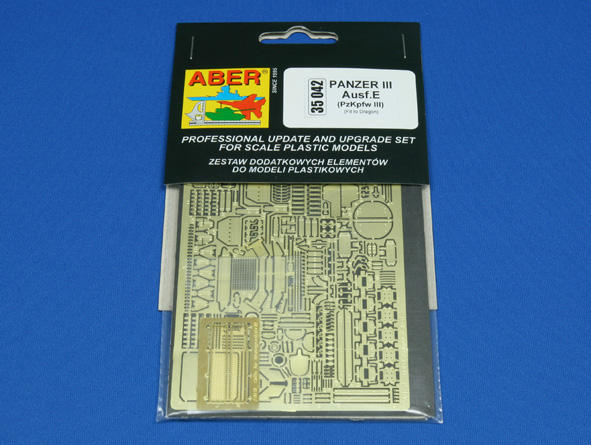 ABER®
SINCE 1995
35 042
PANZER III
Ausf.E
(PzKpfw III)
(Fit to Dragon)
PROFESSIONAL UPDATE AND UPGRADE SET
FOR SCALE PLASTIC MODELS
ZESTAW DODATKOWYCH ELEMENTÓW
DO MODELI PLASTIKOWYCH